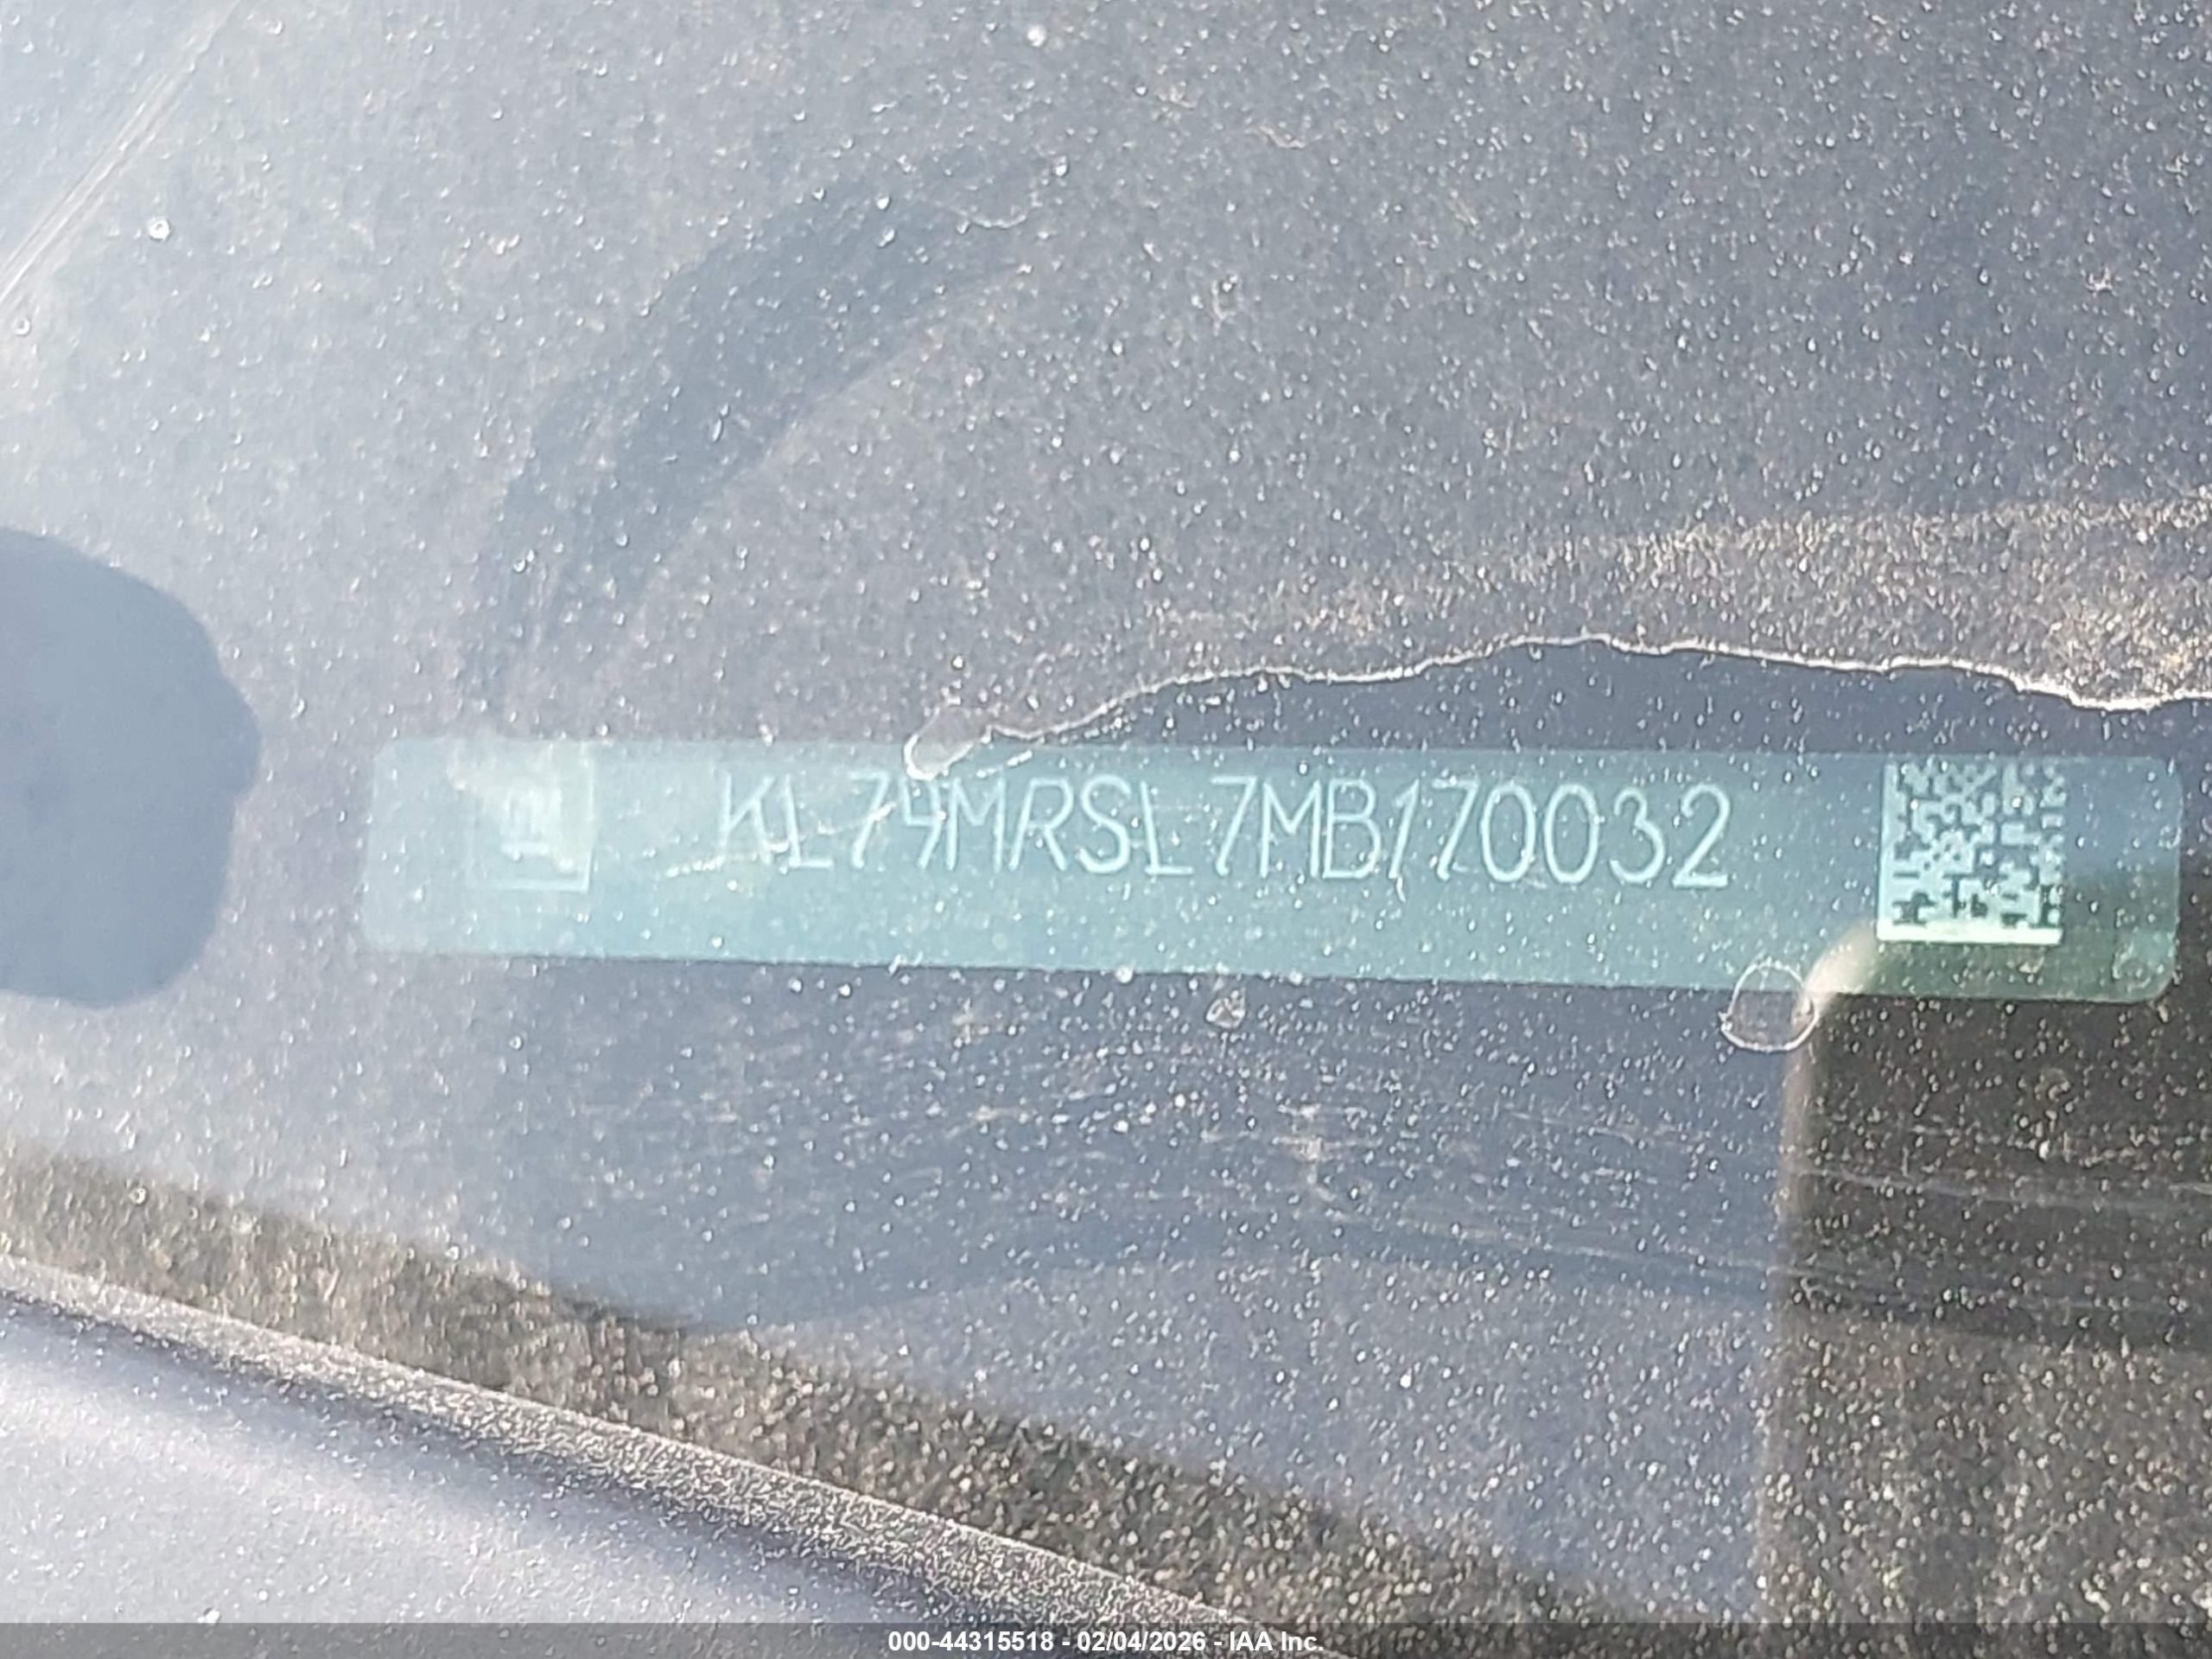 KL79MRSL7MB170032
000-44315518 - 02/04/2026 - IAA Inc.